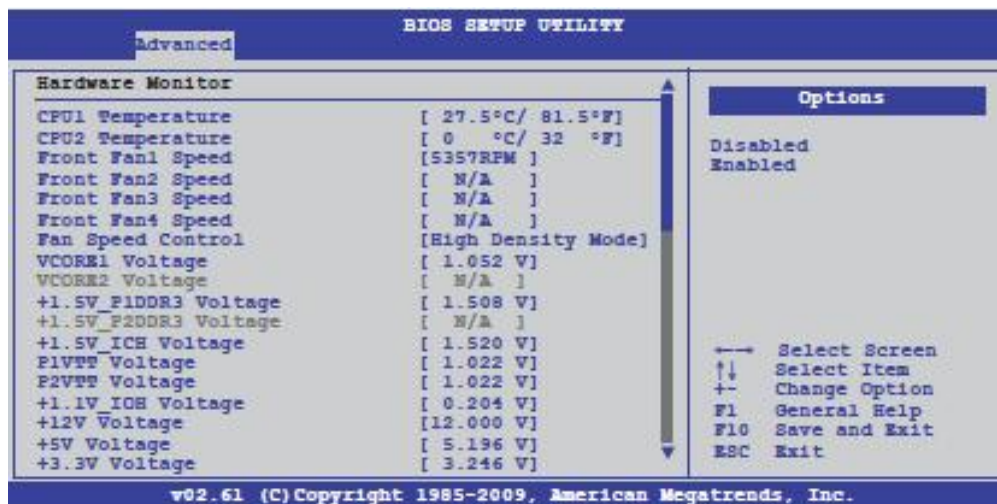 BIOS SETUP UTILITY
Advanced
Hardware Monitor
CPU1 Temperature [ 27.5°C/ 81.5°F]
CPU2 Temperature [ 0 °C/ 32 °F]
Front Fan1 Speed [5357RPM ]
Front Fan2 Speed [ N/A ]
Front Fan3 Speed [ N/A ]
Front Fan4 Speed [ N/A ]
Fan Speed Control [High Density Mode]
VCORE1 Voltage [ 1.052 V]
VCORE2 Voltage [ N/A ]
+1.5V_P1DDR3 Voltage [ 1.508 V]
+1.5V_P2DDR3 Voltage [ N/A ]
+1.5V_ICH Voltage [ 1.520 V]
P1VTT Voltage [ 1.022 V]
P2VTT Voltage [ 1.022 V]
+1.1V_IOH Voltage [ 0.204 V]
+12V Voltage [12.000 V]
+5V Voltage [ 5.196 V]
+3.3V Voltage [ 3.246 V]
Options
Disabled
Enabled
←→ Select Screen
↑↓ Select Item
+- Change Option
F1 General Help
F10 Save and Exit
ESC Exit
v02.61 (C)Copyright 1985-2009, American Megatrends, Inc.